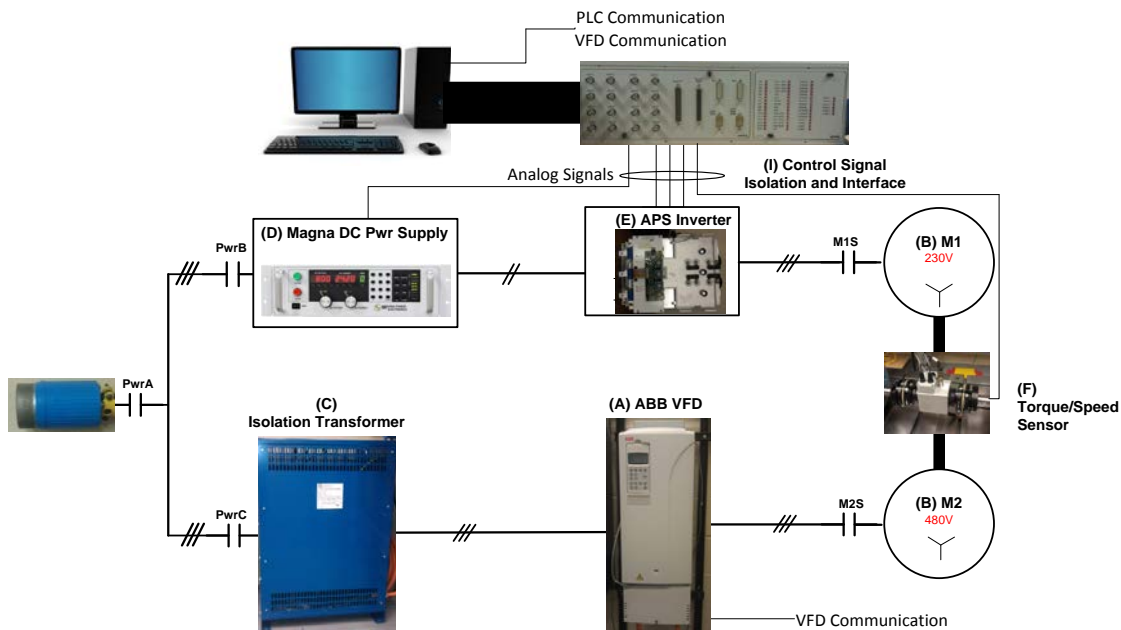 PLC Communication
VFD Communication
Analog Signals
(I) Control Signal
Isolation and Interface
(D) Magna DC Pwr Supply
(E) APS Inverter
PwrB
M1S
(B) M1
230V
PwrA
(C)
Isolation Transformer
(A) ABB VFD
(F)
Torque/Speed
Sensor
PwrC
M2S
(B) M2
480V
VFD Communication